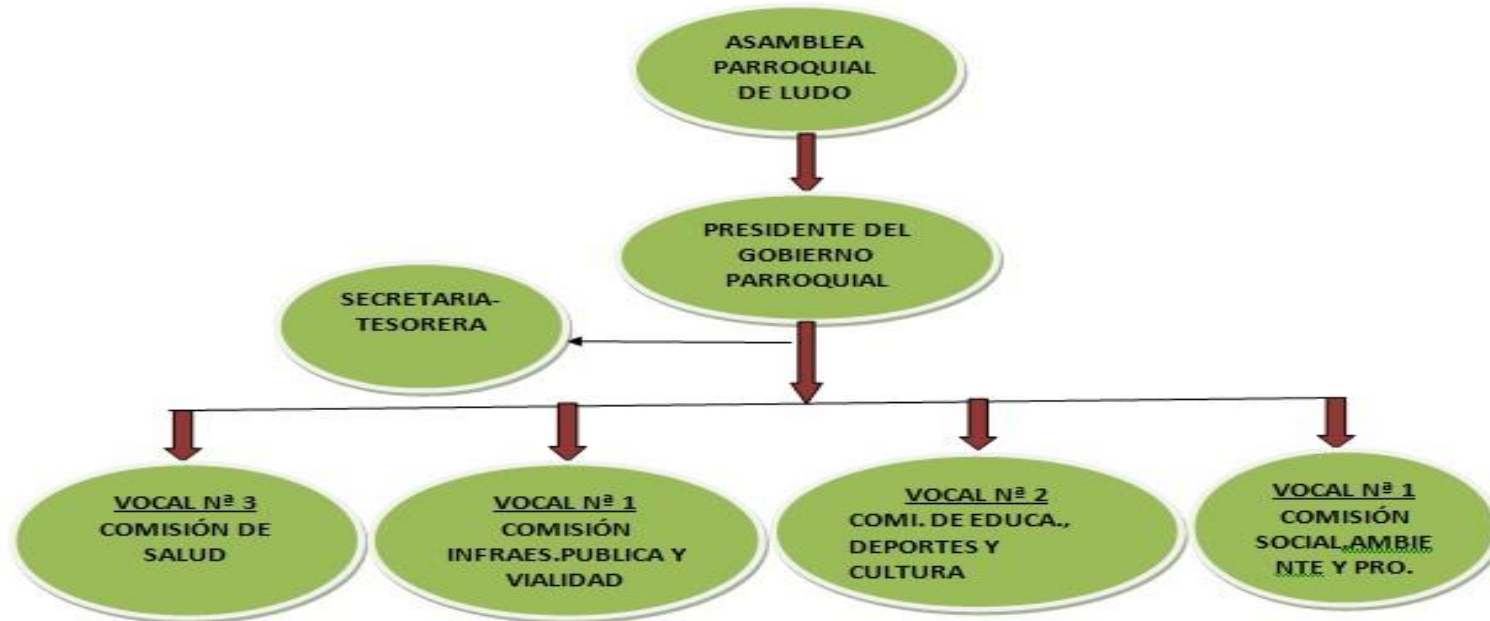 ASAMBLEA
PARROQUIAL
DE LUDO
PRESIDENTE DEL
GOBIERNO
PARROQUIAL
SECRETARIA-
TESORERA
VOCAL Nª 3
COMISIÓN DE
SALUD
VOCAL Nª 1
COMISIÓN
INFRAES.PUBLICA Y
VIALIDAD
VOCAL Nª 2
COMI. DE EDUCA.,
DEPORTES Y
CULTURA
VOCAL Nª 1
COMISIÓN
SOCIAL,AMBIE
NTE Y PRO.